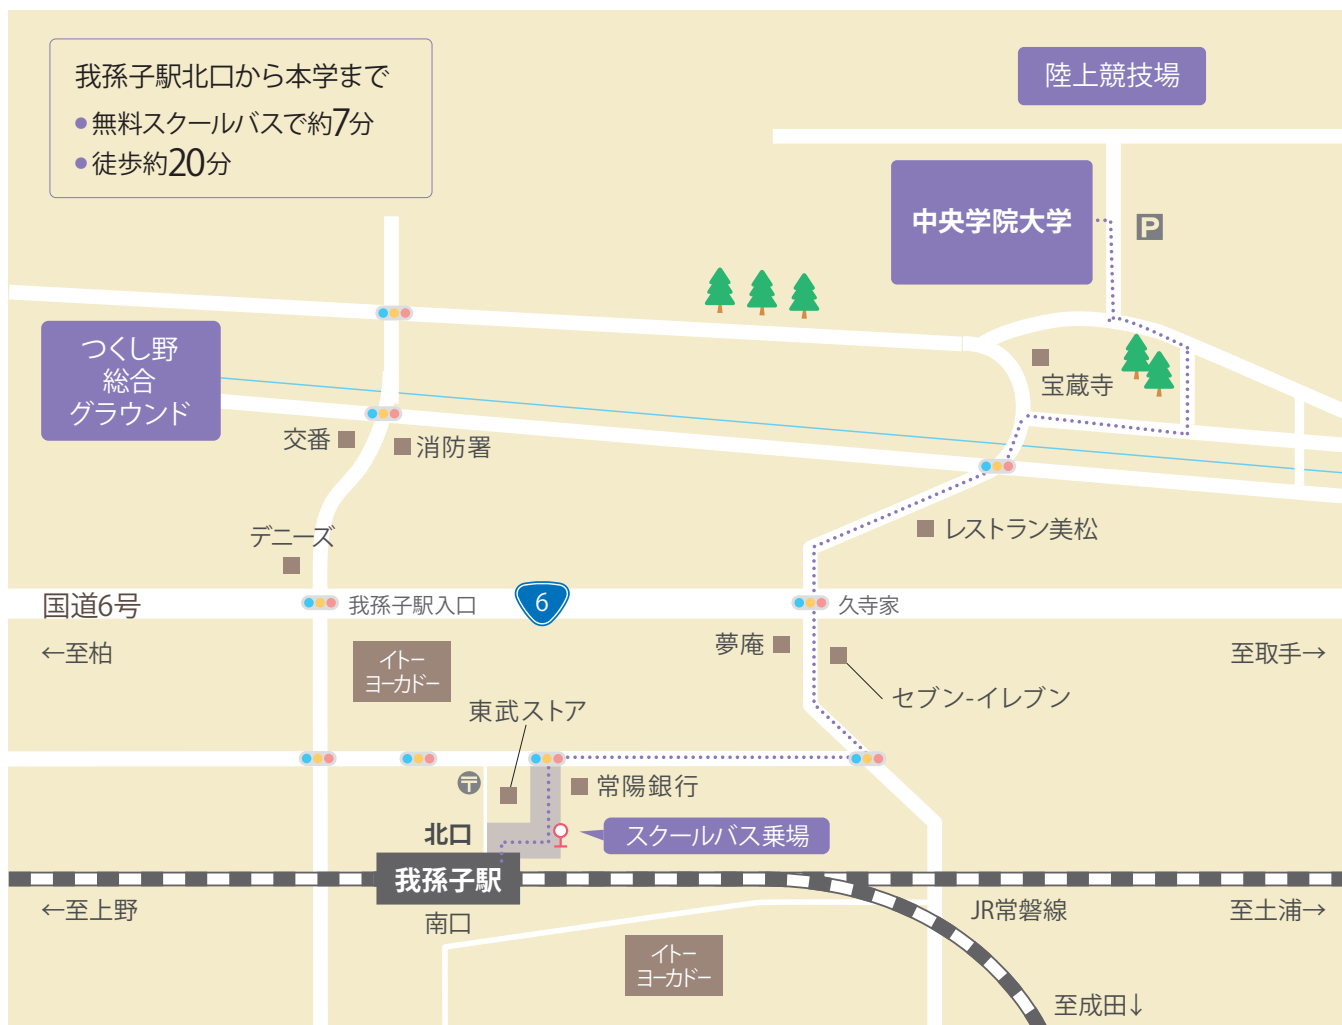 我孫子駅北口から本学まで
●無料スクールバスで約7分
●徒歩約20分
陸上競技場
中央学院大学
P
つくし野
総合
グラウンド
宝蔵寺
交番
消防署
レストラン美松
デニーズ
国道6号
我孫子駅入口
6
久寺家
←至柏
イトー
ヨーカドー
夢庵
至取手→
セブン-イレブン
東武ストア
〒
常陽銀行
北口
スクールバス乗場
我孫子駅
←至上野
南口
JR常磐線
至土浦→
イトー
ヨーカドー
至成田↓